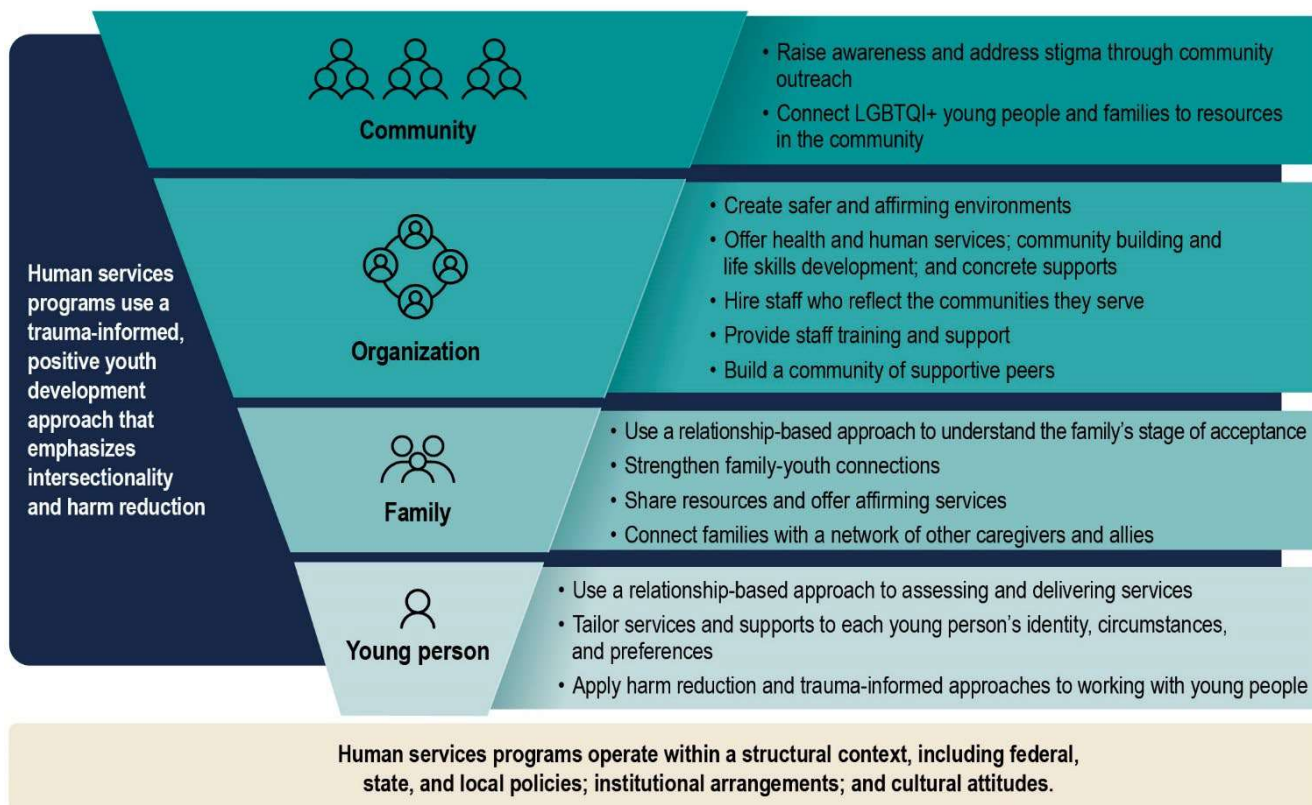 Community
• Raise awareness and address stigma through community
outreach
• Connect LGBTQI+ young people and families to resources
in the community
Human services
programs use a
trauma-informed,
positive youth
development
approach that
emphasizes
intersectionality
and harm reduction
Organization
• Create safer and affirming environments
• Offer health and human services; community building and
life skills development; and concrete supports
• Hire staff who reflect the communities they serve
• Provide staff training and support
• Build a community of supportive peers
Family
• Use a relationship-based approach to understand the family’s stage of acceptance
• Strengthen family-youth connections
• Share resources and offer affirming services
• Connect families with a network of other caregivers and allies
Young person
• Use a relationship-based approach to assessing and delivering services
• Tailor services and supports to each young person’s identity, circumstances,
and preferences
• Apply harm reduction and trauma-informed approaches to working with young people
Human services programs operate within a structural context, including federal,
state, and local policies; institutional arrangements; and cultural attitudes.